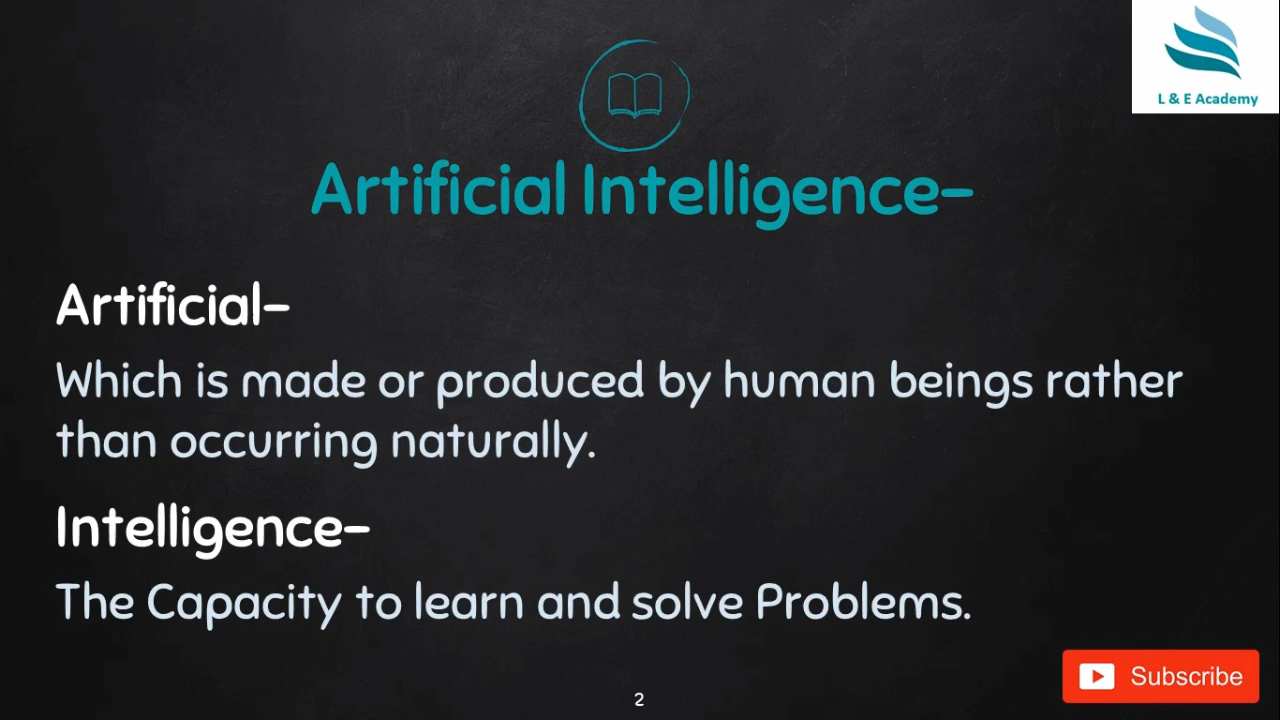 L & E Academy
Artificial Intelligence-
Artificial-
Which is made or produced by human beings rather
than occurring naturally.
Intelligence-
The Capacity to learn and solve Problems.
Subscribe
2